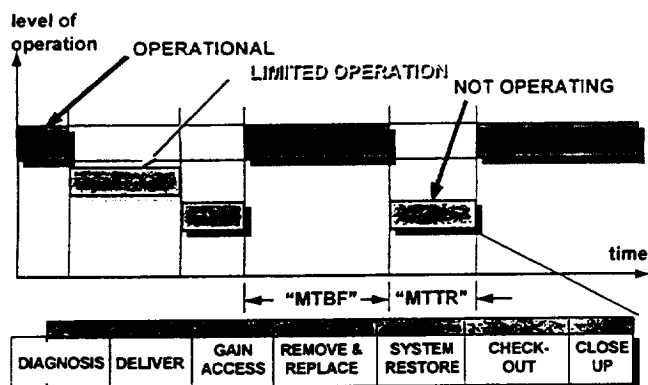 level of
operation
OPERATIONAL
LIMITED OPERATION
NOT OPERATING
time
"MTBF"
"MTTR"
DIAGNOSIS
DELIVER
GAIN
ACCESS
REMOVE &
REPLACE
SYSTEM
RESTORE
CHECK-
OUT
CLOSE
UP